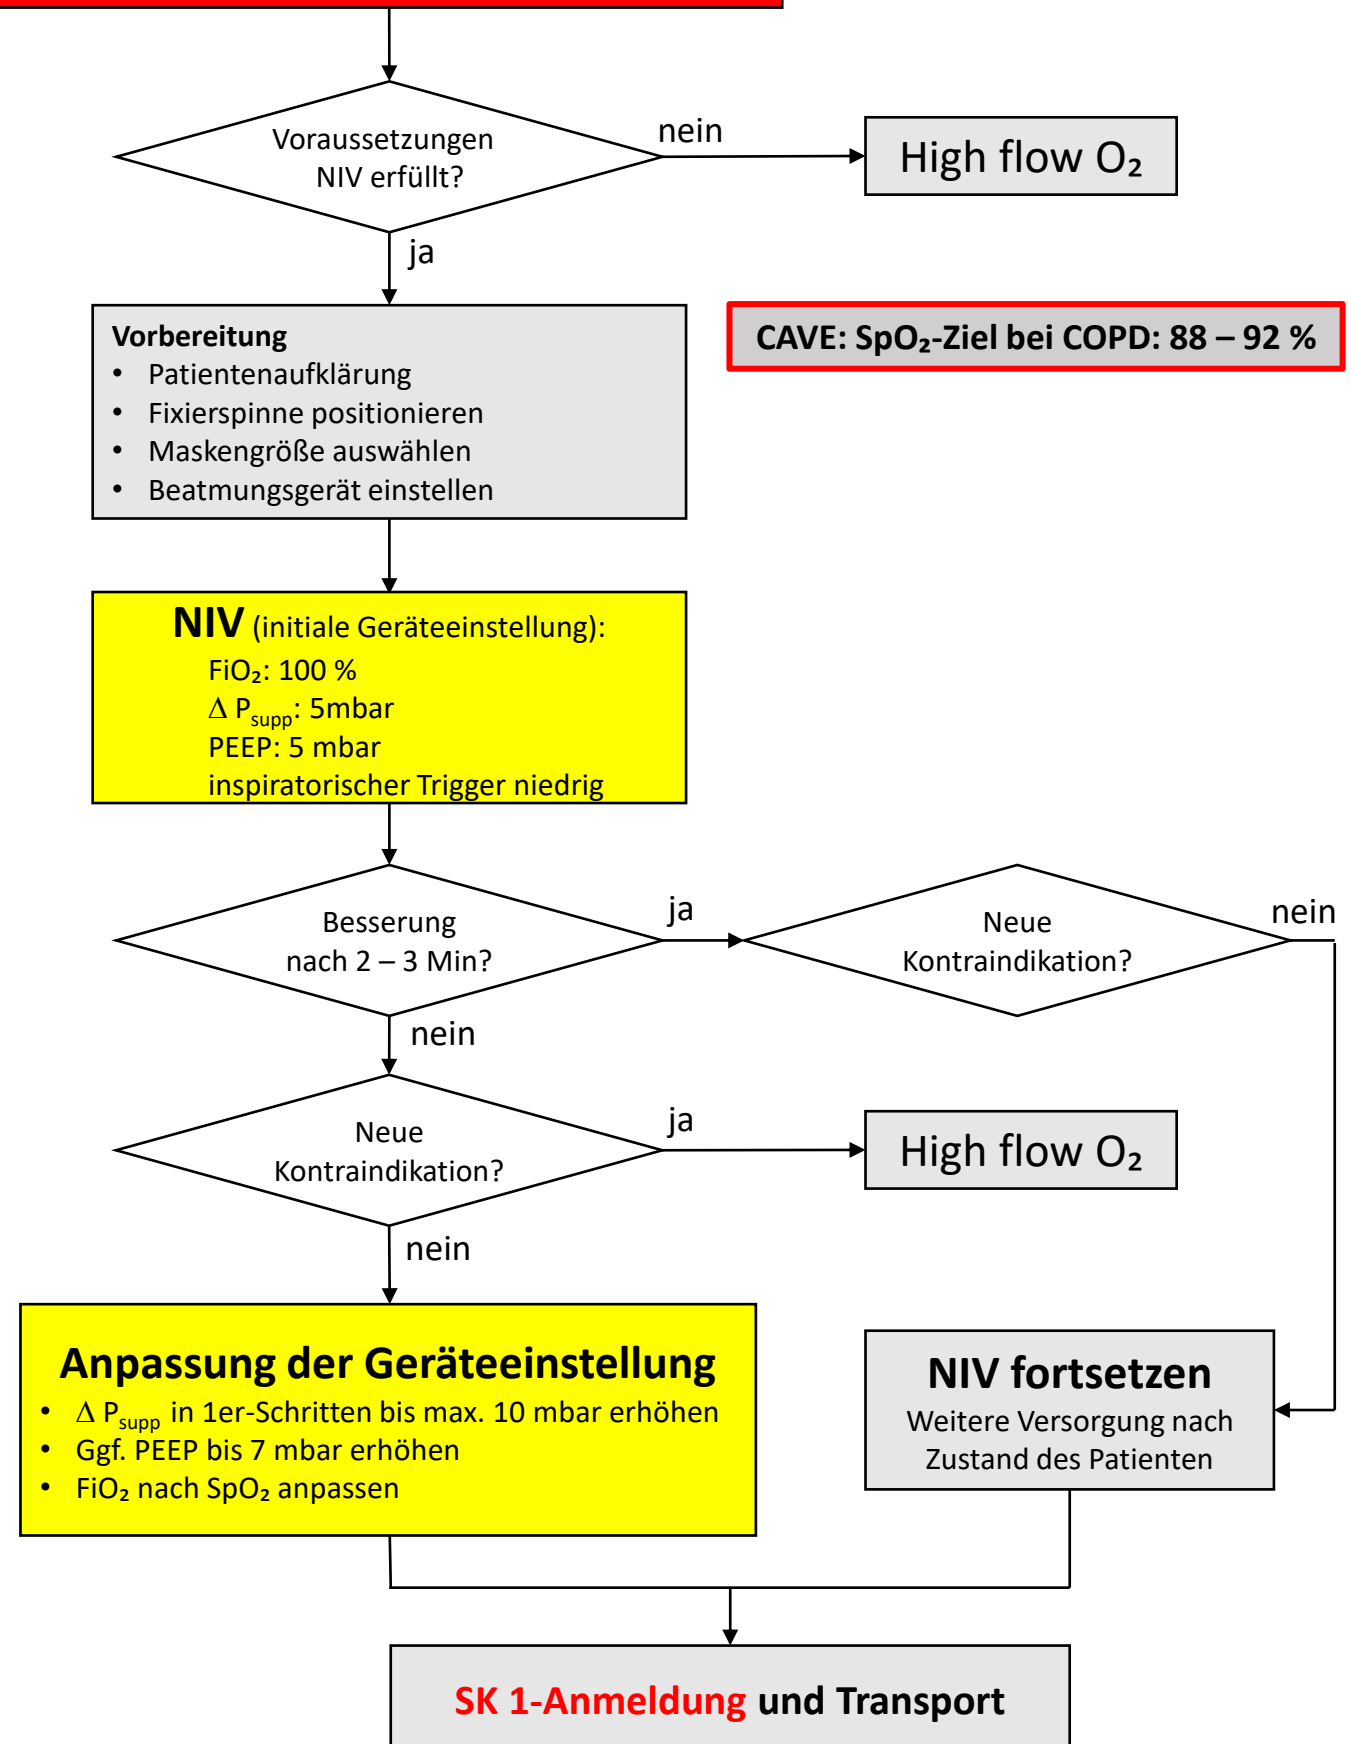 Voraussetzungen
NIV erfüllt?
nein
High flow O₂
ja
Vorbereitung
• Patientenaufklärung
• Fixierspinne positionieren
• Maskengröße auswählen
• Beatmungsgerät einstellen
CAVE: SpO₂-Ziel bei COPD: 88 – 92 %
NIV (initiale Geräteeinstellung):
FiO₂: 100 %
Δ Psupp: 5mbar
PEEP: 5 mbar
inspiratorischer Trigger niedrig
Besserung
nach 2 – 3 Min?
ja
Neue
Kontraindikation?
nein
nein
Neue
Kontraindikation?
ja
High flow O₂
nein
Anpassung der Geräteeinstellung
• Δ Psupp in 1er-Schritten bis max. 10 mbar erhöhen
• Ggf. PEEP bis 7 mbar erhöhen
• FiO₂ nach SpO₂ anpassen
NIV fortsetzen
Weitere Versorgung nach
Zustand des Patienten
SK 1-Anmeldung und Transport